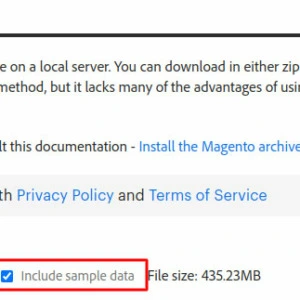 e on a local server. You can download in either zip
method, but it lacks many of the advantages of usi
lt this documentation - Install the Magento archive
th Privacy Policy and Terms of Service
Include sample data File size: 435.23MB